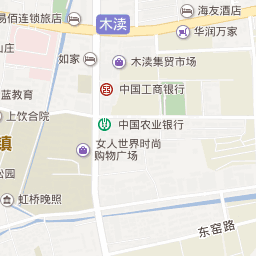 易佰连锁旅店
海友酒店
木渎
华润万家
山庄
如家
木渎集贸市场
蓝教育
中国工商银行
上饮合院
中国农业银行
镇
女人世界时尚
购物广场
公园
虹桥晚照
东窑路